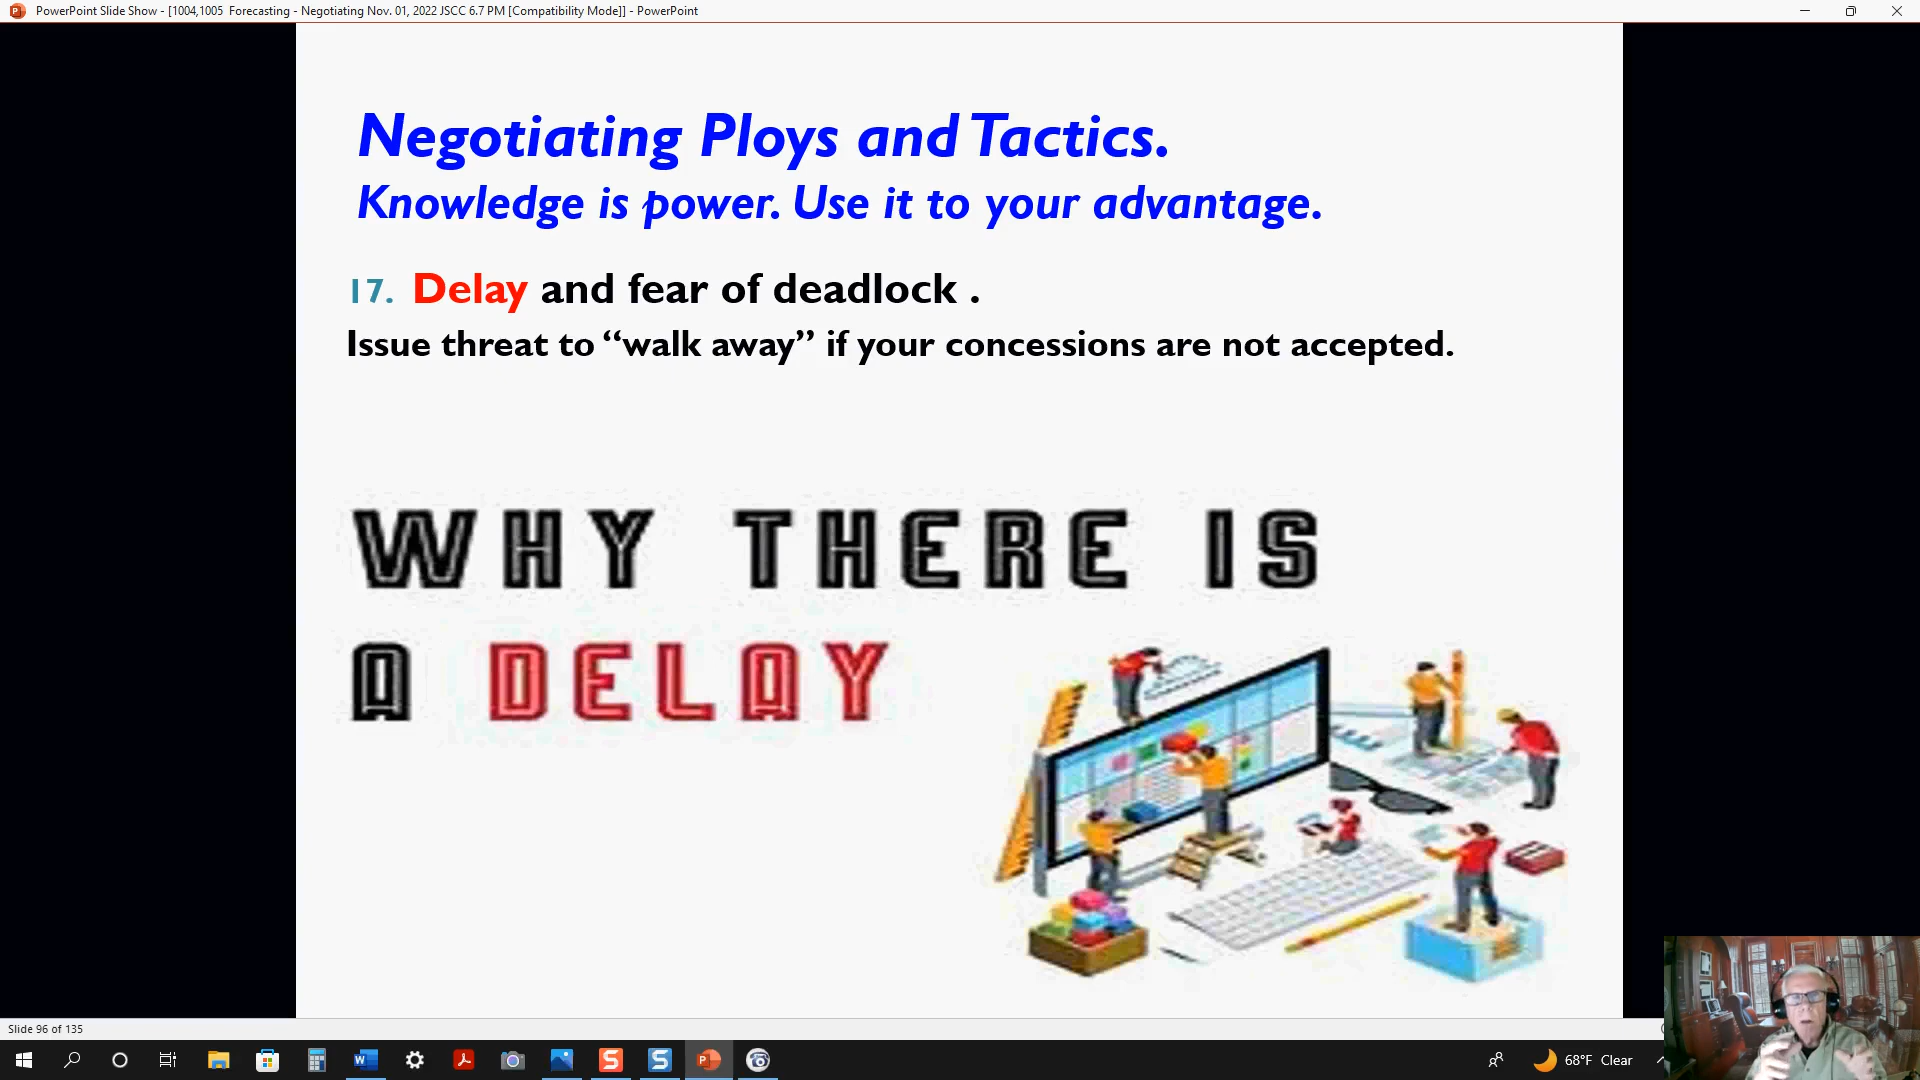 PowerPoint Slide Show - [1004,1005  Forecasting - Negotiating Nov. 01, 2022 JSCC 6.7 PM [Compatibility Mode]] - PowerPoint
Negotiating Ploys and Tactics.
Knowledge is power. Use it to your advantage.
17. Delay and fear of deadlock .
Issue threat to “walk away” if your concessions are not accepted.
WHY THERE IS
A DELAY
Slide 96 of 135
68°F Clear